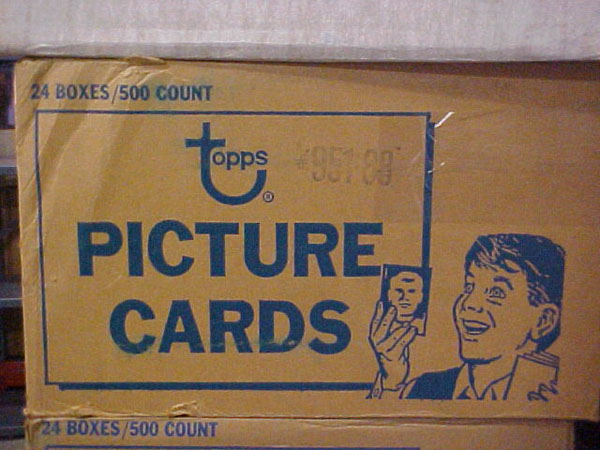 24 BOXES/500 COUNT
Topps®
PICTURE
CARDS
24 BOXES/500 COUNT